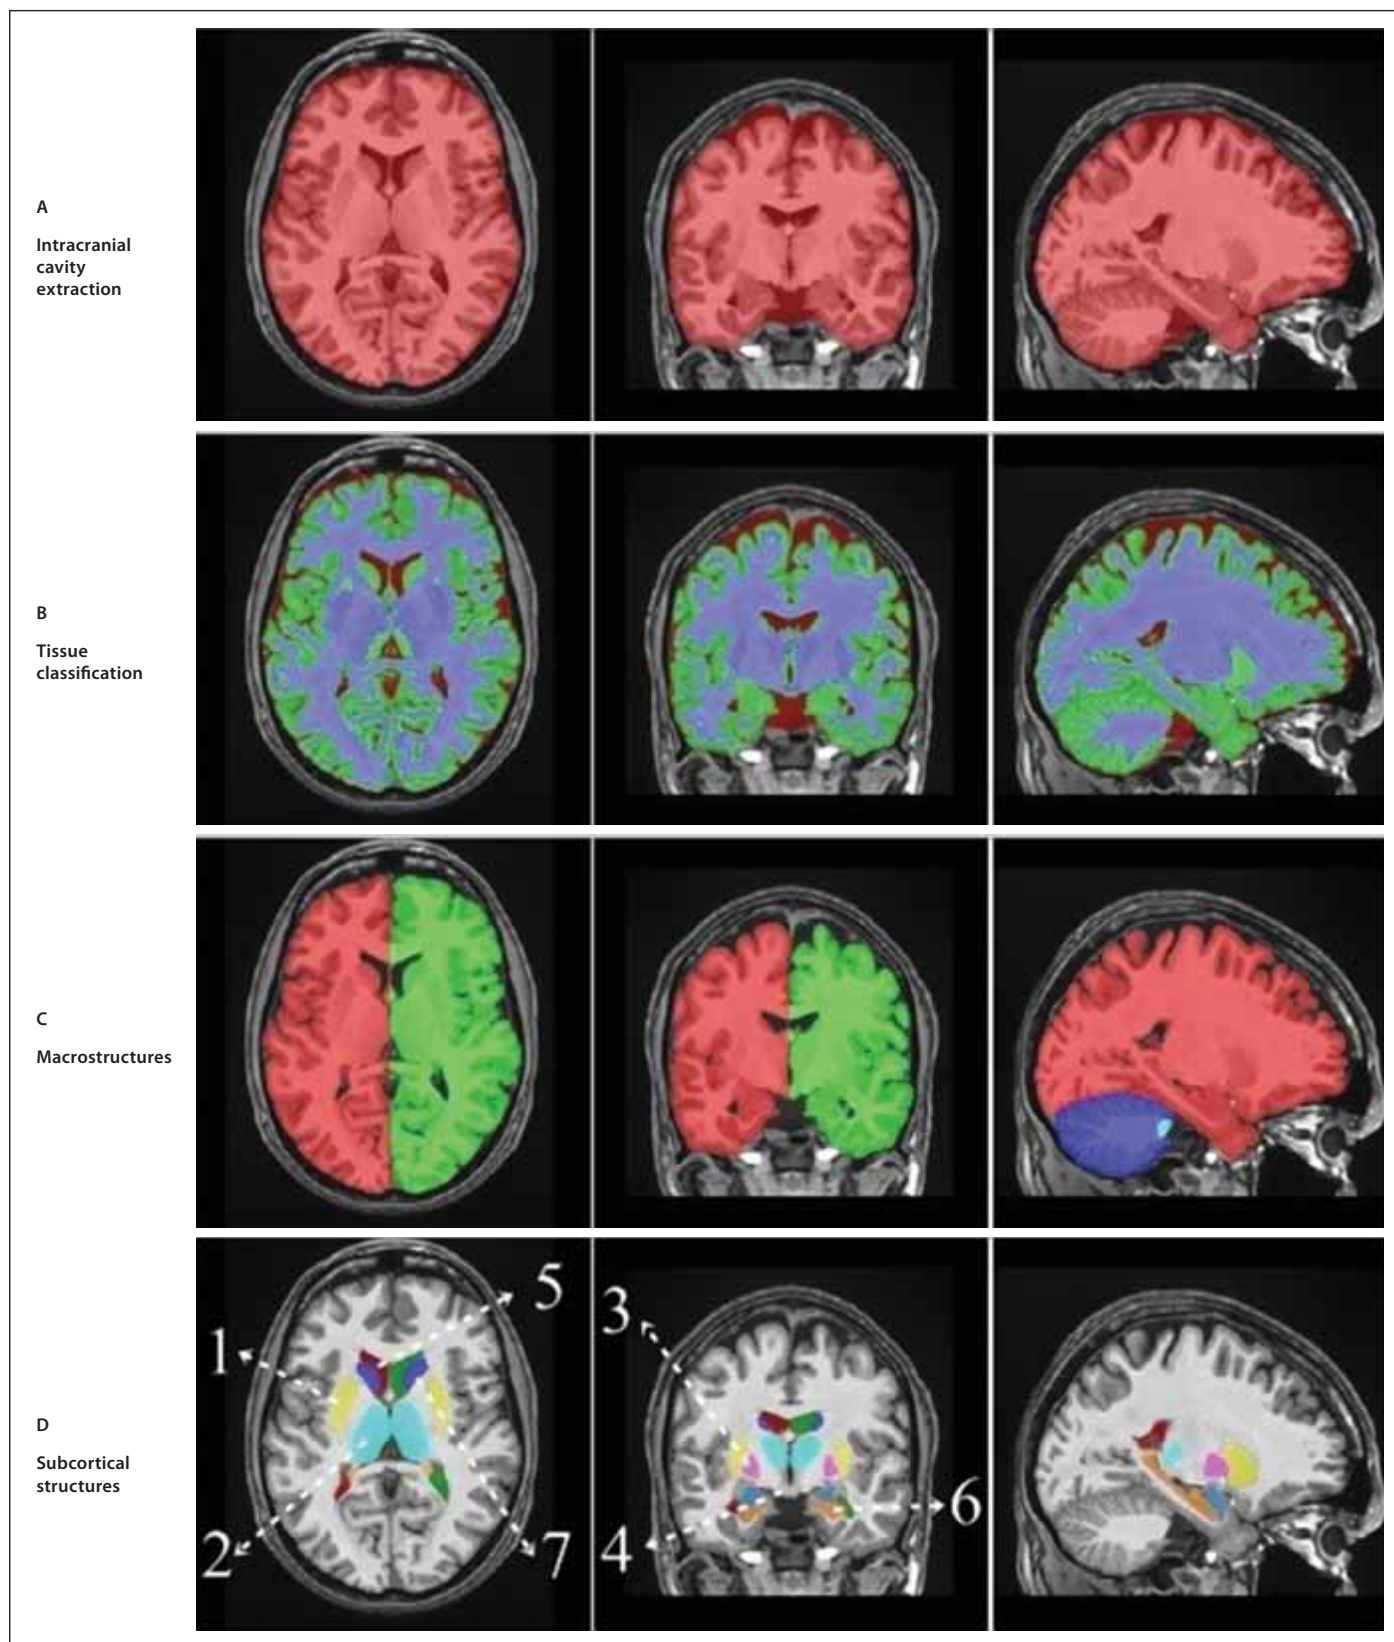 A
Intracranial
cavity
extraction
B
Tissue
classification
C
Macrostructures
D
Subcortical
structures
5
1
2
7
3
4
6